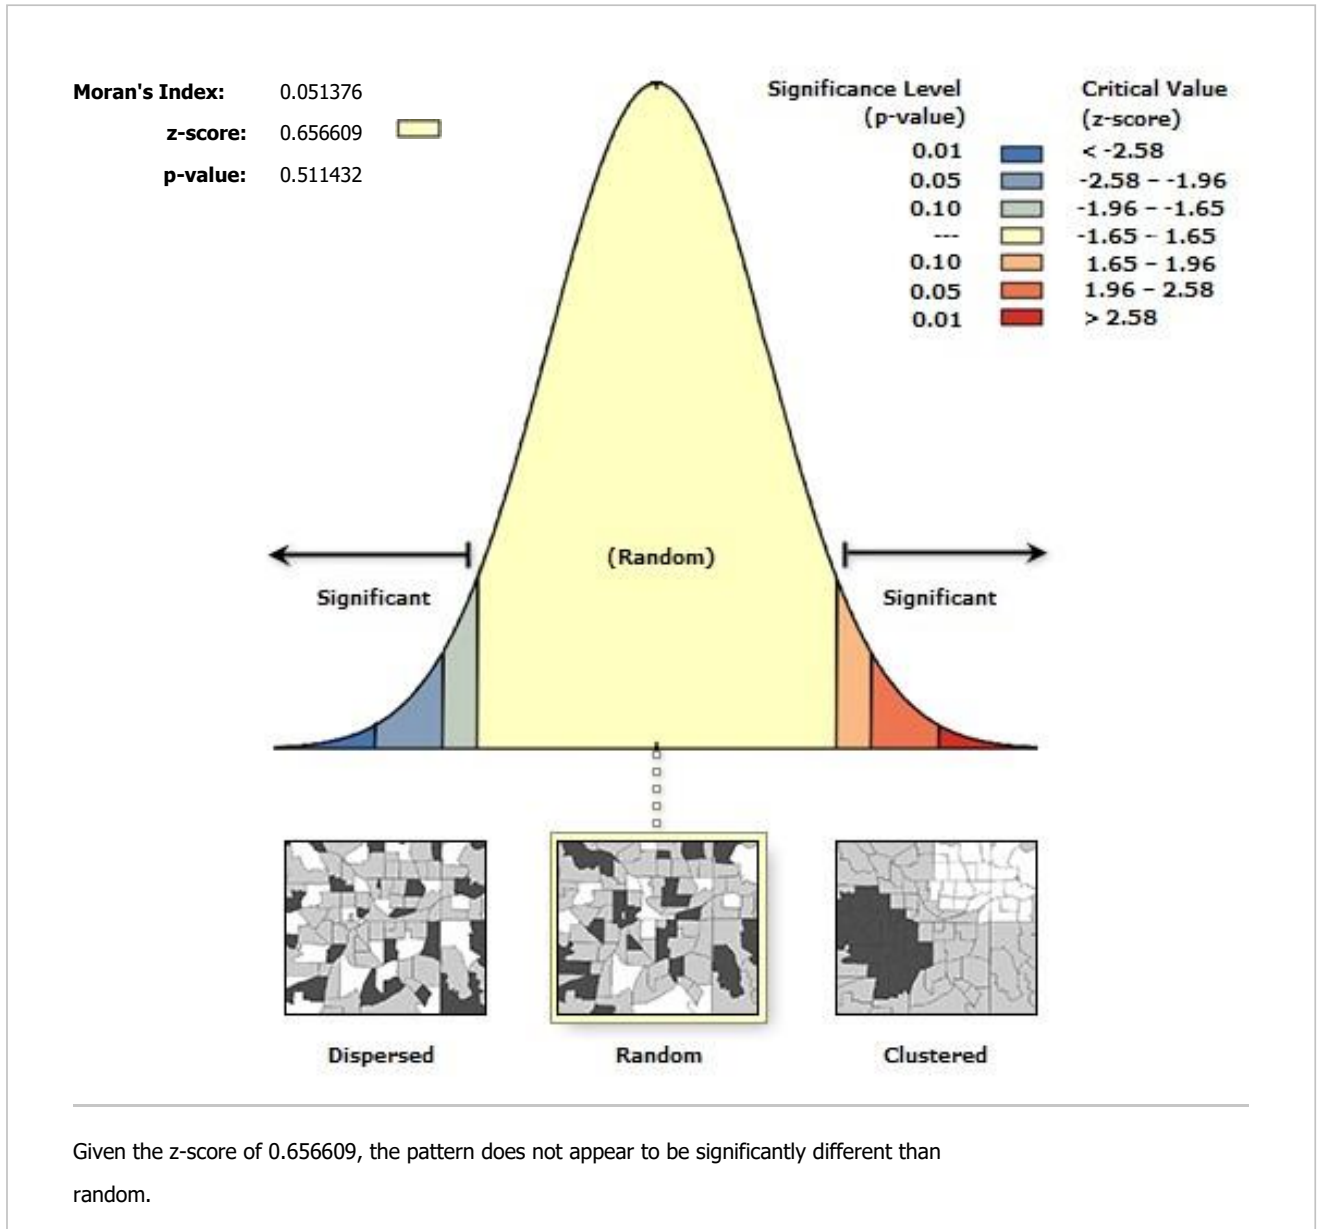 Moran's Index: 0.051376
z-score: 0.656609
p-value: 0.511432
Significance Level Critical Value
(p-value) (z-score)
0.01 < -2.58
0.05 -2.58 – -1.96
0.10 -1.96 – -1.65
--- -1.65 – 1.65
0.10 1.65 – 1.96
0.05 1.96 – 2.58
0.01 > 2.58
(Random)
Significant Significant
Dispersed Random Clustered
Given the z-score of 0.656609, the pattern does not appear to be significantly different than
random.